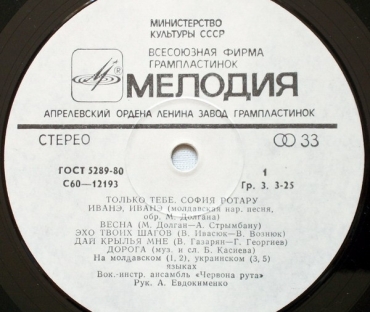 МИНИСТЕРСТВО
КУЛЬТУРЫ СССР
ВСЕСОЮЗНАЯ ФИРМА
ГРАМПЛАСТИНОК
МЕЛОДИЯ
АПРЕЛЕВСКИЙ ОРДЕНА ЛЕНИНА ЗАВОД ГРАМПЛАСТИНОК
СТЕРЕО 33
ГОСТ 5289-80 1
С60—12193 Гр. 3. 3-25
ТОЛЬКО ТЕБЕ. СОФИЯ РОТАРУ
ИВАНЭ, ИВАНЭ (молдавская нар. песня,
обр. М. Долгана)
ВЕСНА (М. Долган—А. Стрымбану)
ЭХО ТВОИХ ШАГОВ (В. Ивасюк—В. Вознюк)
ДАЙ КРЫЛЬЯ МНЕ (В. Газарян—Г. Георгиев)
ДОРОГА (муз. и сл. Б. Касиева)
На молдавском (1, 2), украинском (3, 5)
языках
Вок.-инстр. ансамбль «Червона рута»
Рук. А. Евдокименко